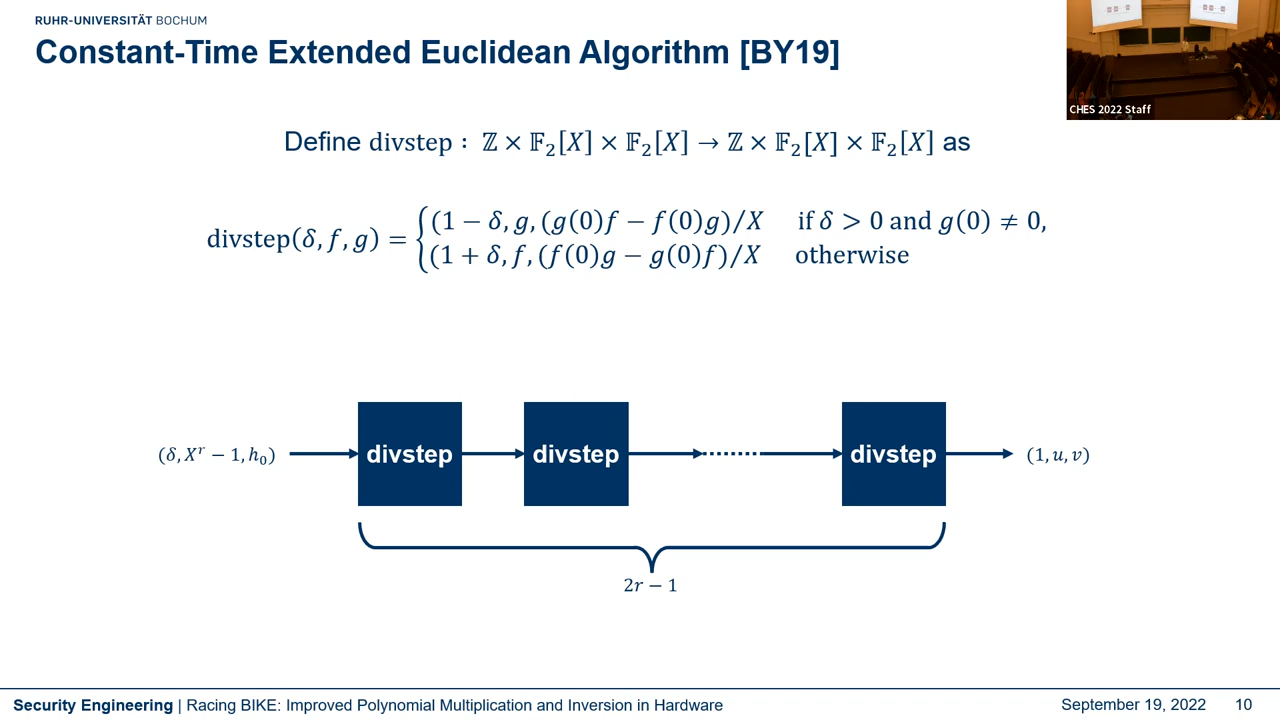 RUHR-UNIVERSITÄT BOCHUM
Constant-Time Extended Euclidean Algorithm [BY19]
CHES 2022 Staff
Define divstep : ℤ × 𝔽₂[X] × 𝔽₂[X] → ℤ × 𝔽₂[X] × 𝔽₂[X] as
divstep(δ, f, g) = { (1 − δ, g, (g(0)f − f(0)g)/X if δ > 0 and g(0) ≠ 0,
(1 + δ, f, (f(0)g − g(0)f)/X otherwise
(δ, Xʳ − 1, h₀) divstep divstep divstep (1, u, v)
2r − 1
Security Engineering | Racing BIKE: Improved Polynomial Multiplication and Inversion in Hardware September 19, 2022 10